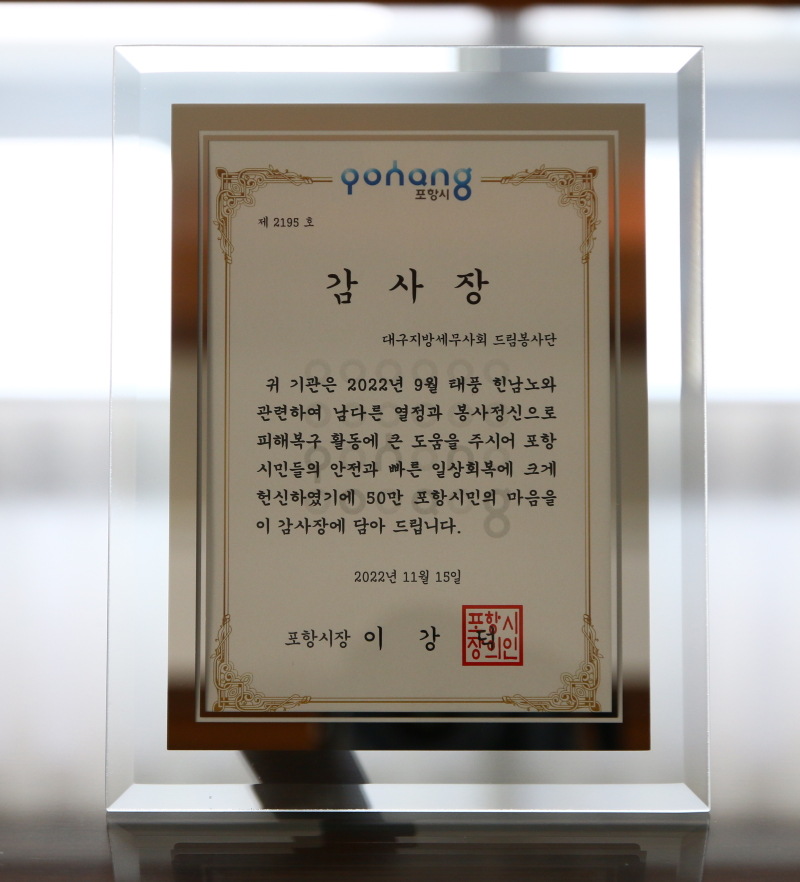 pohang
포항시
제 2195 호
감 사 장
대구지방세무사회 드림봉사단
귀 기관은 2022년 9월 태풍 힌남노와
관련하여 남다른 열정과 봉사정신으로
피해복구 활동에 큰 도움을 주시어 포항
시민들의 안전과 빠른 일상회복에 크게
헌신하였기에 50만 포항시민의 마음을
이 감사장에 담아 드립니다.
2022년 11월 15일
포항시장 이 강 덕
포항시
장의인